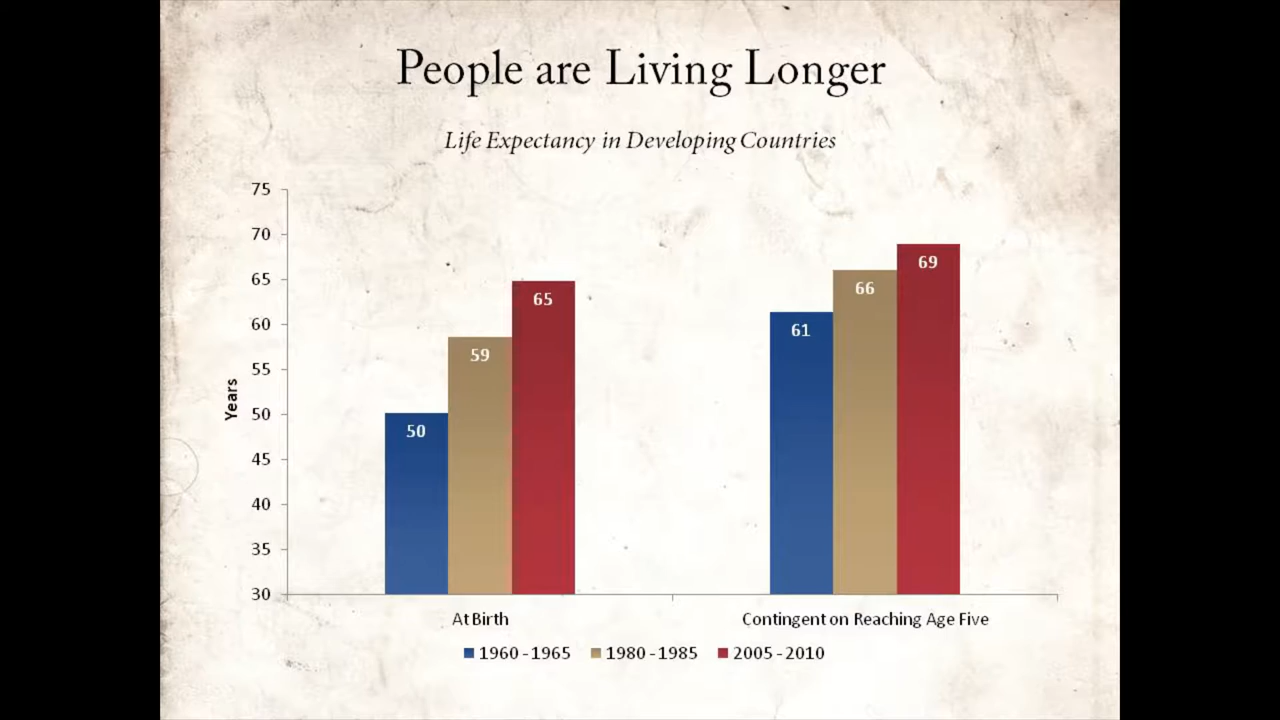 People are Living Longer
Life Expectancy in Developing Countries
75
70
65
60
55
50
45
40
35
30
Years
50
59
65
61
66
69
At Birth
Contingent on Reaching Age Five
1960 - 1965
1980 - 1985
2005 - 2010